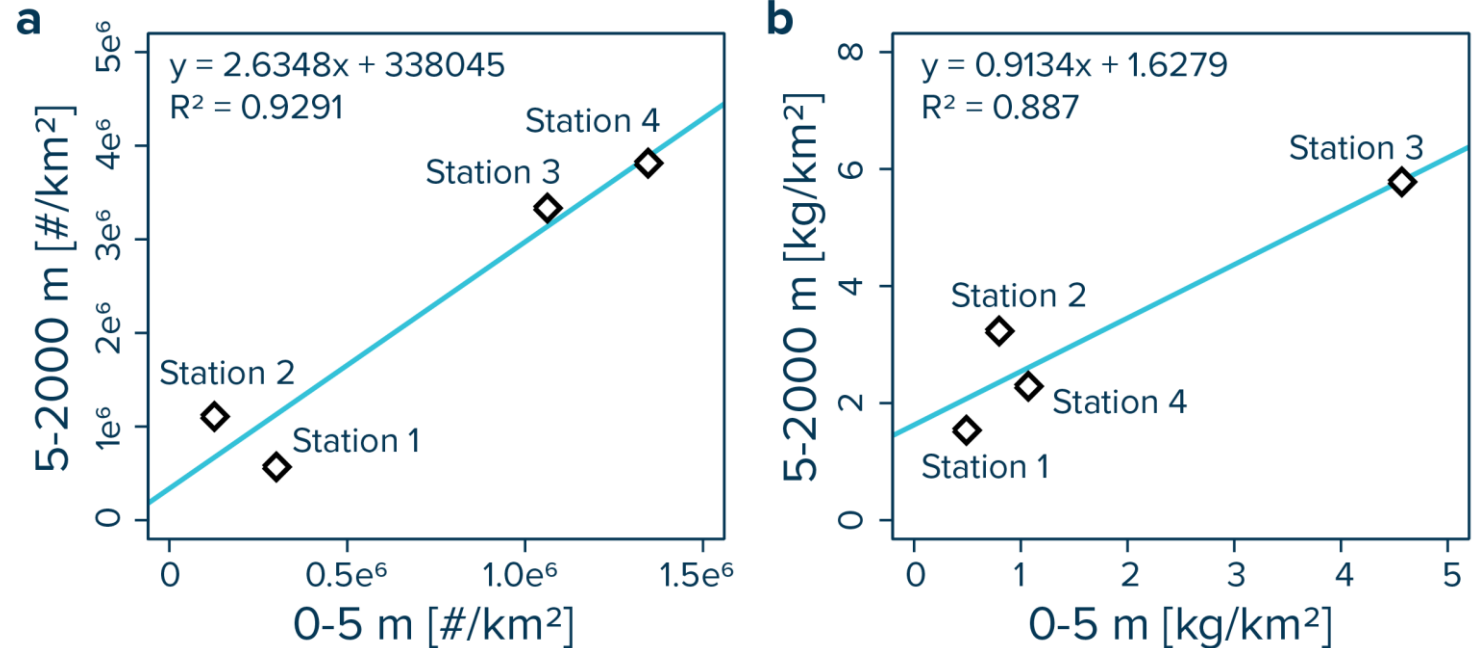 a
y = 2.6348x + 338045
R² = 0.9291
Station 4
Station 3
Station 2
Station 1
5e⁶
4e⁶
3e⁶
2e⁶
1e⁶
0
5-2000 m [#/km²]
0 0.5e⁶ 1.0e⁶ 1.5e⁶
0-5 m [#/km²]
b
y = 0.9134x + 1.6279
R² = 0.887
Station 3
Station 2
Station 4
Station 1
8
6
4
2
0
5-2000 m [kg/km²]
0 1 2 3 4 5
0-5 m [kg/km²]